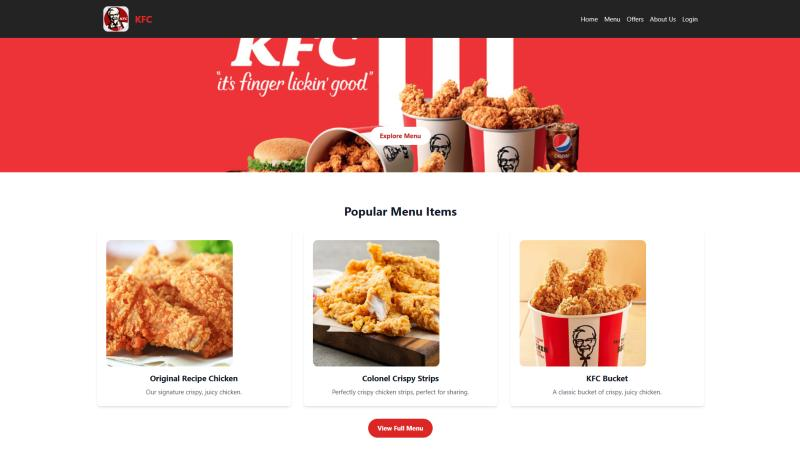 KFC
KFC
Home Menu Offers About Us Login
KFC
"it's finger lickin' good"
Explore Menu
pepsi
Popular Menu Items
Original Recipe Chicken
Our signature crispy, juicy chicken.
Colonel Crispy Strips
Perfectly crispy chicken strips, perfect for sharing.
KFC Bucket
A classic bucket of crispy, juicy chicken.
View Full Menu